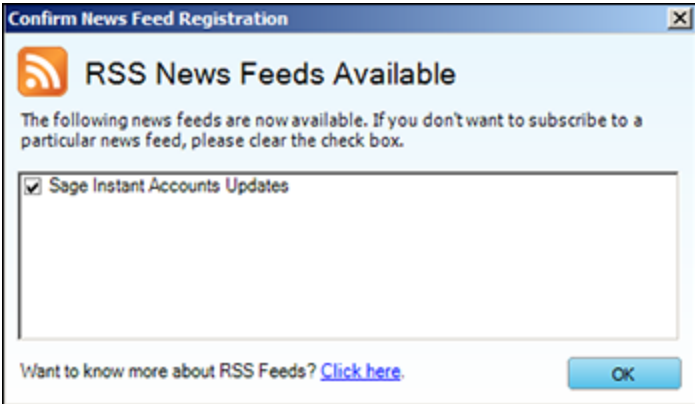 Confirm News Feed Registration
RSS News Feeds Available
The following news feeds are now available. If you don't want to subscribe to a
particular news feed, please clear the check box.
Sage Instant Accounts Updates
Want to know more about RSS Feeds? Click here.
OK